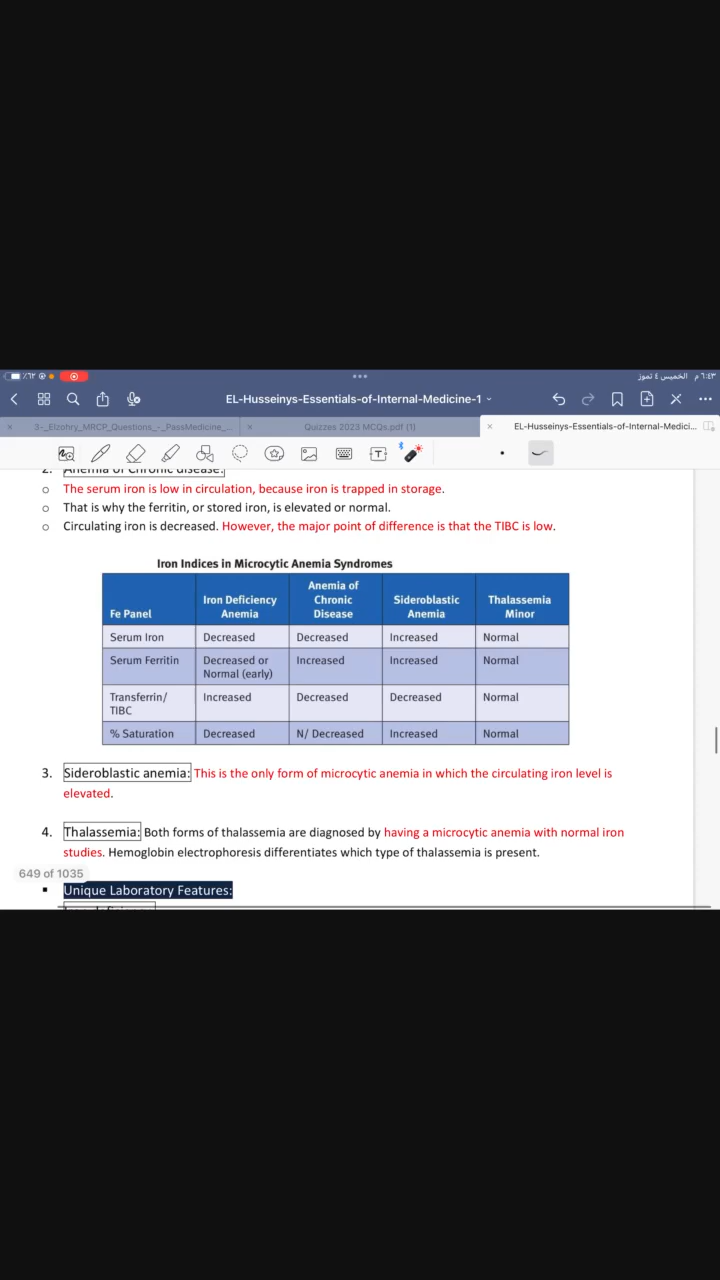 ٪٦٢
٦:٤٣ م الخميس ٤ تموز
EL-Husseinys-Essentials-of-Internal-Medicine-1
3-_Elzohry_MRCP_Questions_-_PassMedicine_...
Quizzes 2023 MCQs.pdf (1)
EL-Husseinys-Essentials-of-Internal-Medici...
2. Anemia of Chronic disease:
o The serum iron is low in circulation, because iron is trapped in storage.
o That is why the ferritin, or stored iron, is elevated or normal.
o Circulating iron is decreased. However, the major point of difference is that the TIBC is low.
Iron Indices in Microcytic Anemia Syndromes
Fe Panel Iron Deficiency Anemia Anemia of Chronic Disease Sideroblastic Anemia Thalassemia Minor
Serum Iron Decreased Decreased Increased Normal
Serum Ferritin Decreased or Normal (early) Increased Increased Normal
Transferrin/ TIBC Increased Decreased Decreased Normal
% Saturation Decreased N/ Decreased Increased Normal
3. Sideroblastic anemia: This is the only form of microcytic anemia in which the circulating iron level is
elevated.
4. Thalassemia: Both forms of thalassemia are diagnosed by having a microcytic anemia with normal iron
studies. Hemoglobin electrophoresis differentiates which type of thalassemia is present.
649 of 1035
▪ Unique Laboratory Features: